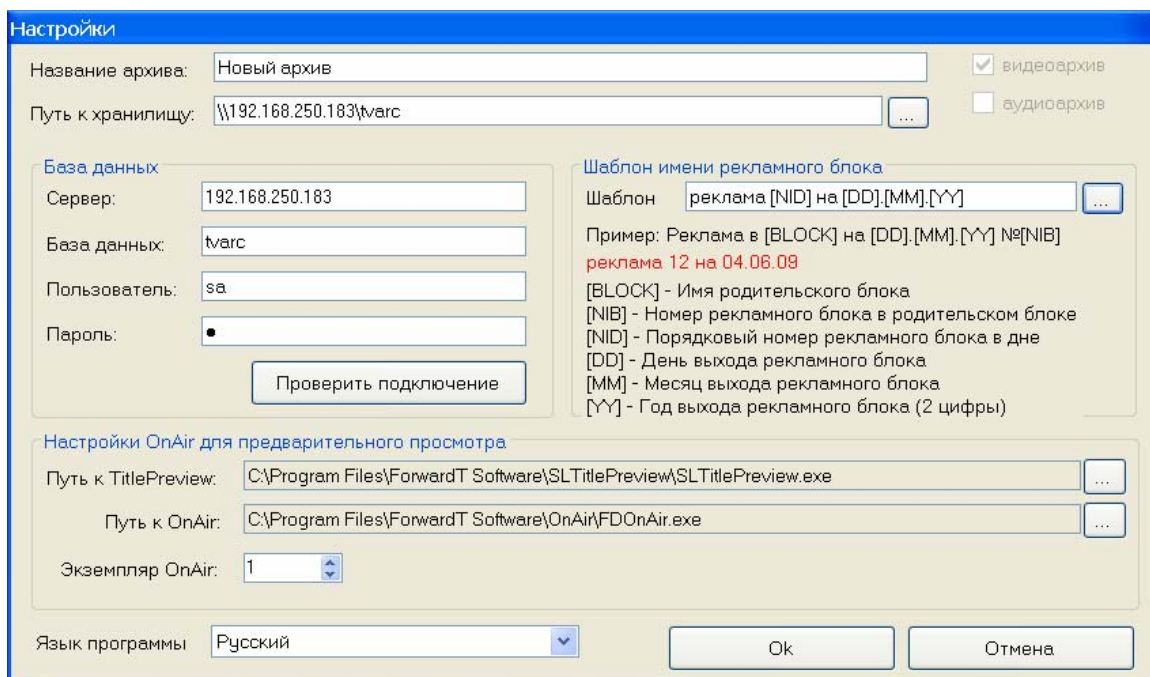 Настройки
Название архива: Новый архив
видеоархив
Путь к хранилищу: \\192.168.250.183\tvarc ...
аудиоархив
База данных
Сервер: 192.168.250.183
База данных: tvarc
Пользователь: sa
Пароль: •
Проверить подключение
Шаблон имени рекламного блока
Шаблон реклама [NID] на [DD].[MM].[YY] ...
Пример: Реклама в [BLOCK] на [DD].[MM].[YY] №[NIB]
реклама 12 на 04.06.09
[BLOCK] - Имя родительского блока
[NIB] - Номер рекламного блока в родительском блоке
[NID] - Порядковый номер рекламного блока в дне
[DD] - День выхода рекламного блока
[MM] - Месяц выхода рекламного блока
[YY] - Год выхода рекламного блока (2 цифры)
Настройки OnAir для предварительного просмотра
Путь к TitlePreview: C:\Program Files\ForwardT Software\SLTitlePreview\SLTitlePreview.exe ...
Путь к OnAir: C:\Program Files\ForwardT Software\OnAir\FDOnAir.exe ...
Экземпляр OnAir: 1
Язык программы Русский
Ok
Отмена